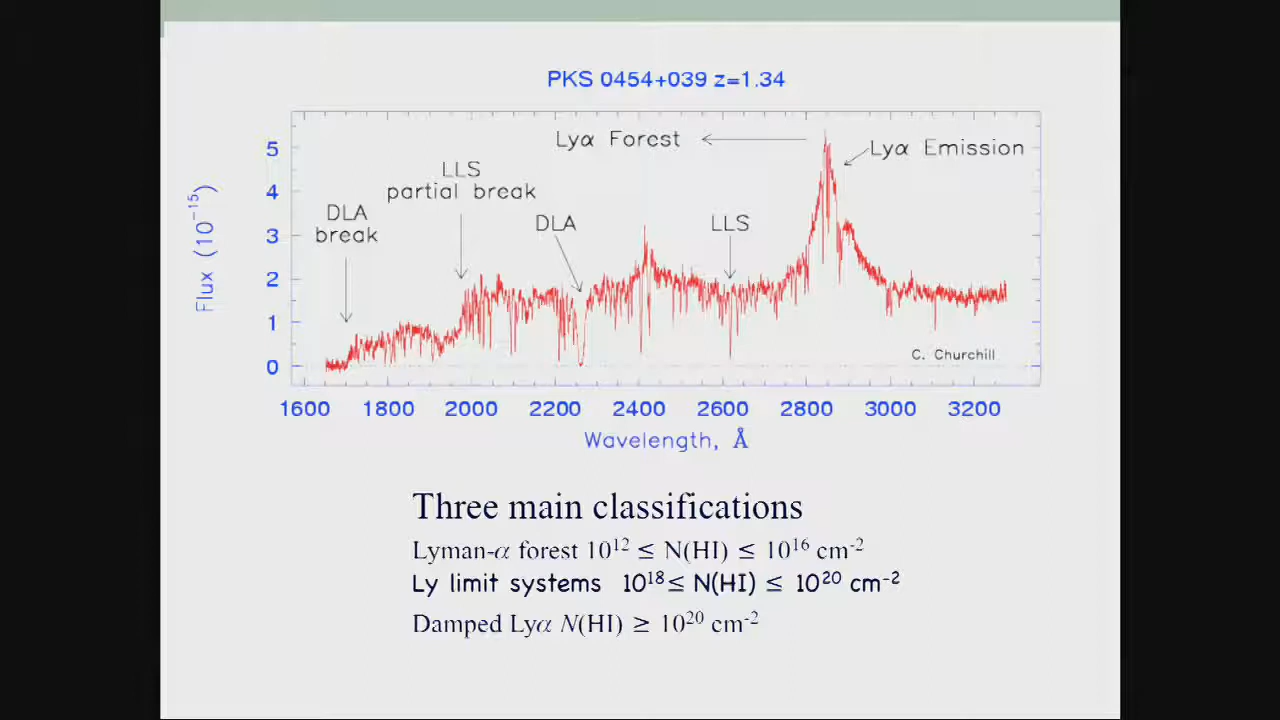 PKS 0454+039 z=1.34
Lyα Forest
Lyα Emission
LLS
partial break
DLA
break
DLA
LLS
Flux (10⁻¹⁵)
5
4
3
2
1
0
C. Churchill
1600 1800 2000 2200 2400 2600 2800 3000 3200
Wavelength, Å
Three main classifications
Lyman-α forest 10¹² ≤ N(HI) ≤ 10¹⁶ cm⁻²
Ly limit systems 10¹⁸≤ N(HI) ≤ 10²⁰ cm⁻²
Damped Lyα N(HI) ≥ 10²⁰ cm⁻²